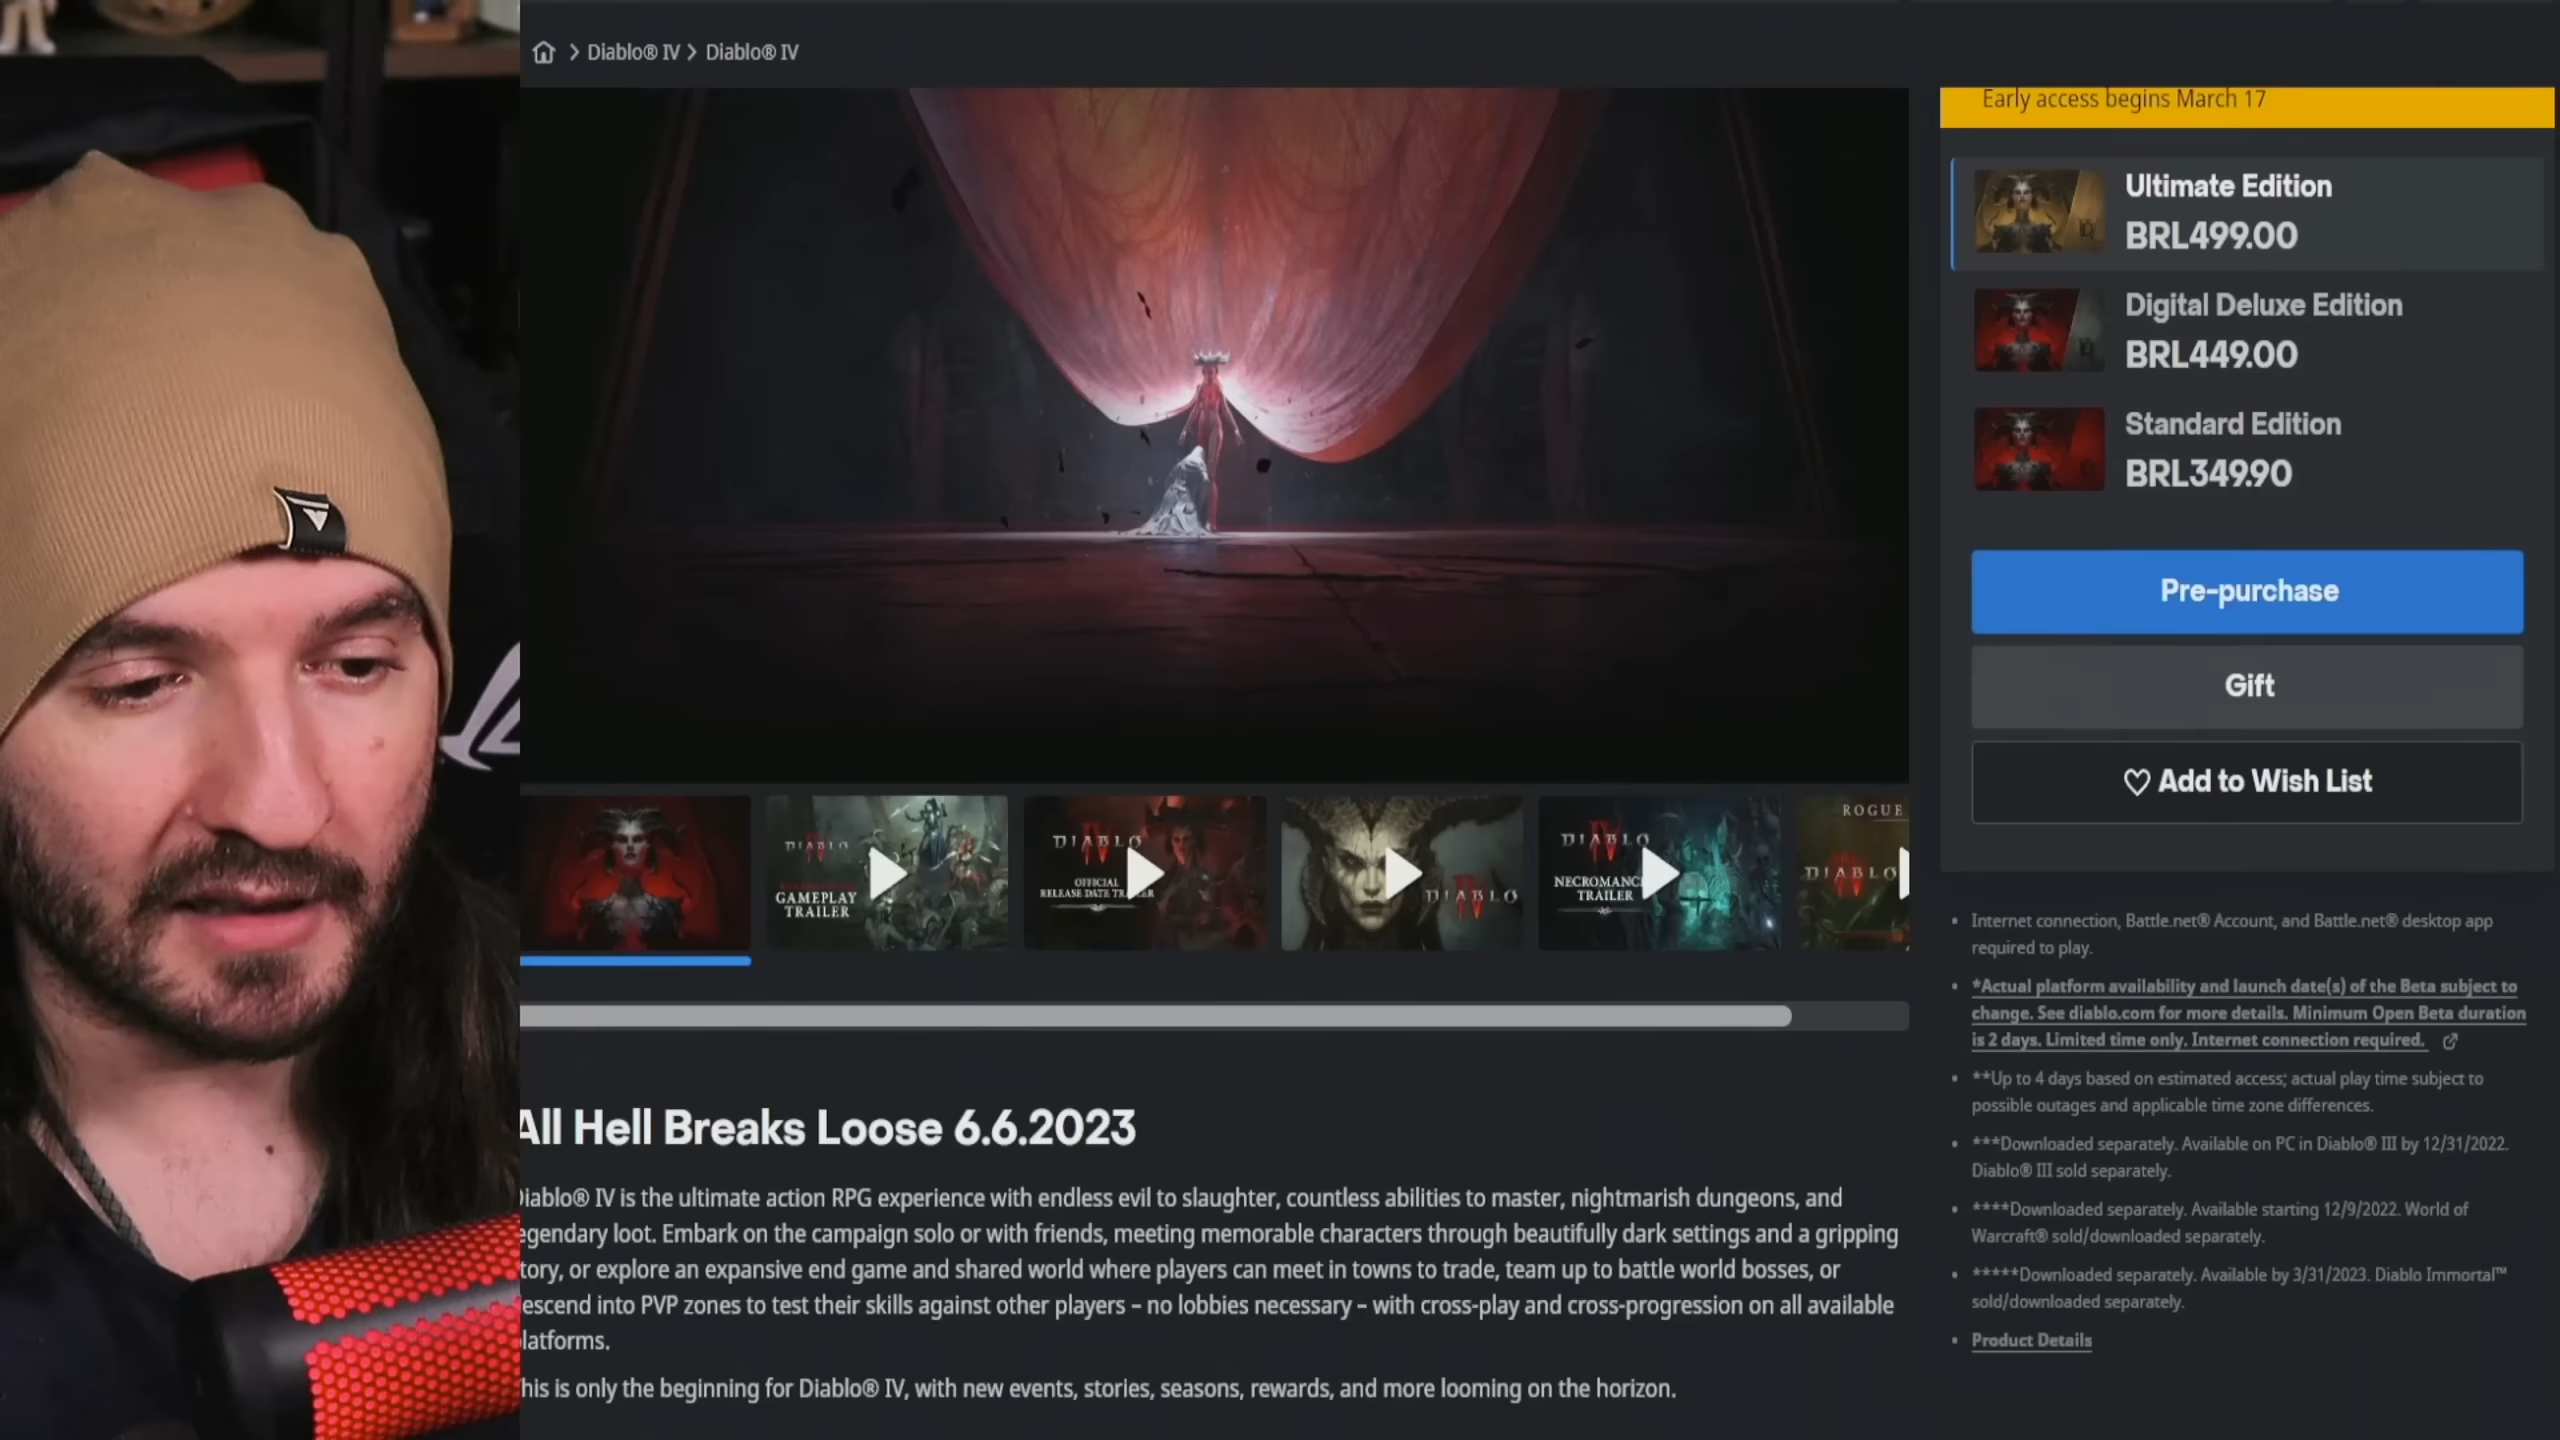 Diablo® IV
Diablo® IV
Early access begins March 17
Ultimate Edition
BRL499.00
Digital Deluxe Edition
BRL449.00
Standard Edition
BRL349.90
Pre-purchase
Gift
Add to Wish List
DIABLO IV
GAMEPLAY
TRAILER
DIABLO IV
OFFICIAL
RELEASE DATE
DIABLO IV
DIABLO IV
TRAILER
ROGUE
DIABLO IV
Internet connection, Battle.net® Account, and Battle.net® desktop app
required to play.
*Actual platform availability and launch date(s) of the Beta subject to
change. See diablo.com for more details. Minimum Open Beta duration
is 2 days. Limited time only. Internet connection required.
**Up to 4 days based on estimated access; actual play time subject to
possible outages and applicable time zone differences.
***Downloaded separately. Available on PC in Diablo® III by 12/31/2022.
Diablo® III sold separately.
****Downloaded separately. Available starting 12/9/2022. World of
Warcraft® sold/downloaded separately.
*****Downloaded separately. Available by 3/31/2023. Diablo Immortal™
sold/downloaded separately.
Product Details
All Hell Breaks Loose 6.6.2023
iablo® IV is the ultimate action RPG experience with endless evil to slaughter, countless abilities to master, nightmarish dungeons, and
egendary loot. Embark on the campaign solo or with friends, meeting memorable characters through beautifully dark settings and a gripping
tory, or explore an expansive end game and shared world where players can meet in towns to trade, team up to battle world bosses, or
escend into PVP zones to test their skills against other players – no lobbies necessary – with cross-play and cross-progression on all available
latforms.
his is only the beginning for Diablo® IV, with new events, stories, seasons, rewards, and more looming on the horizon.